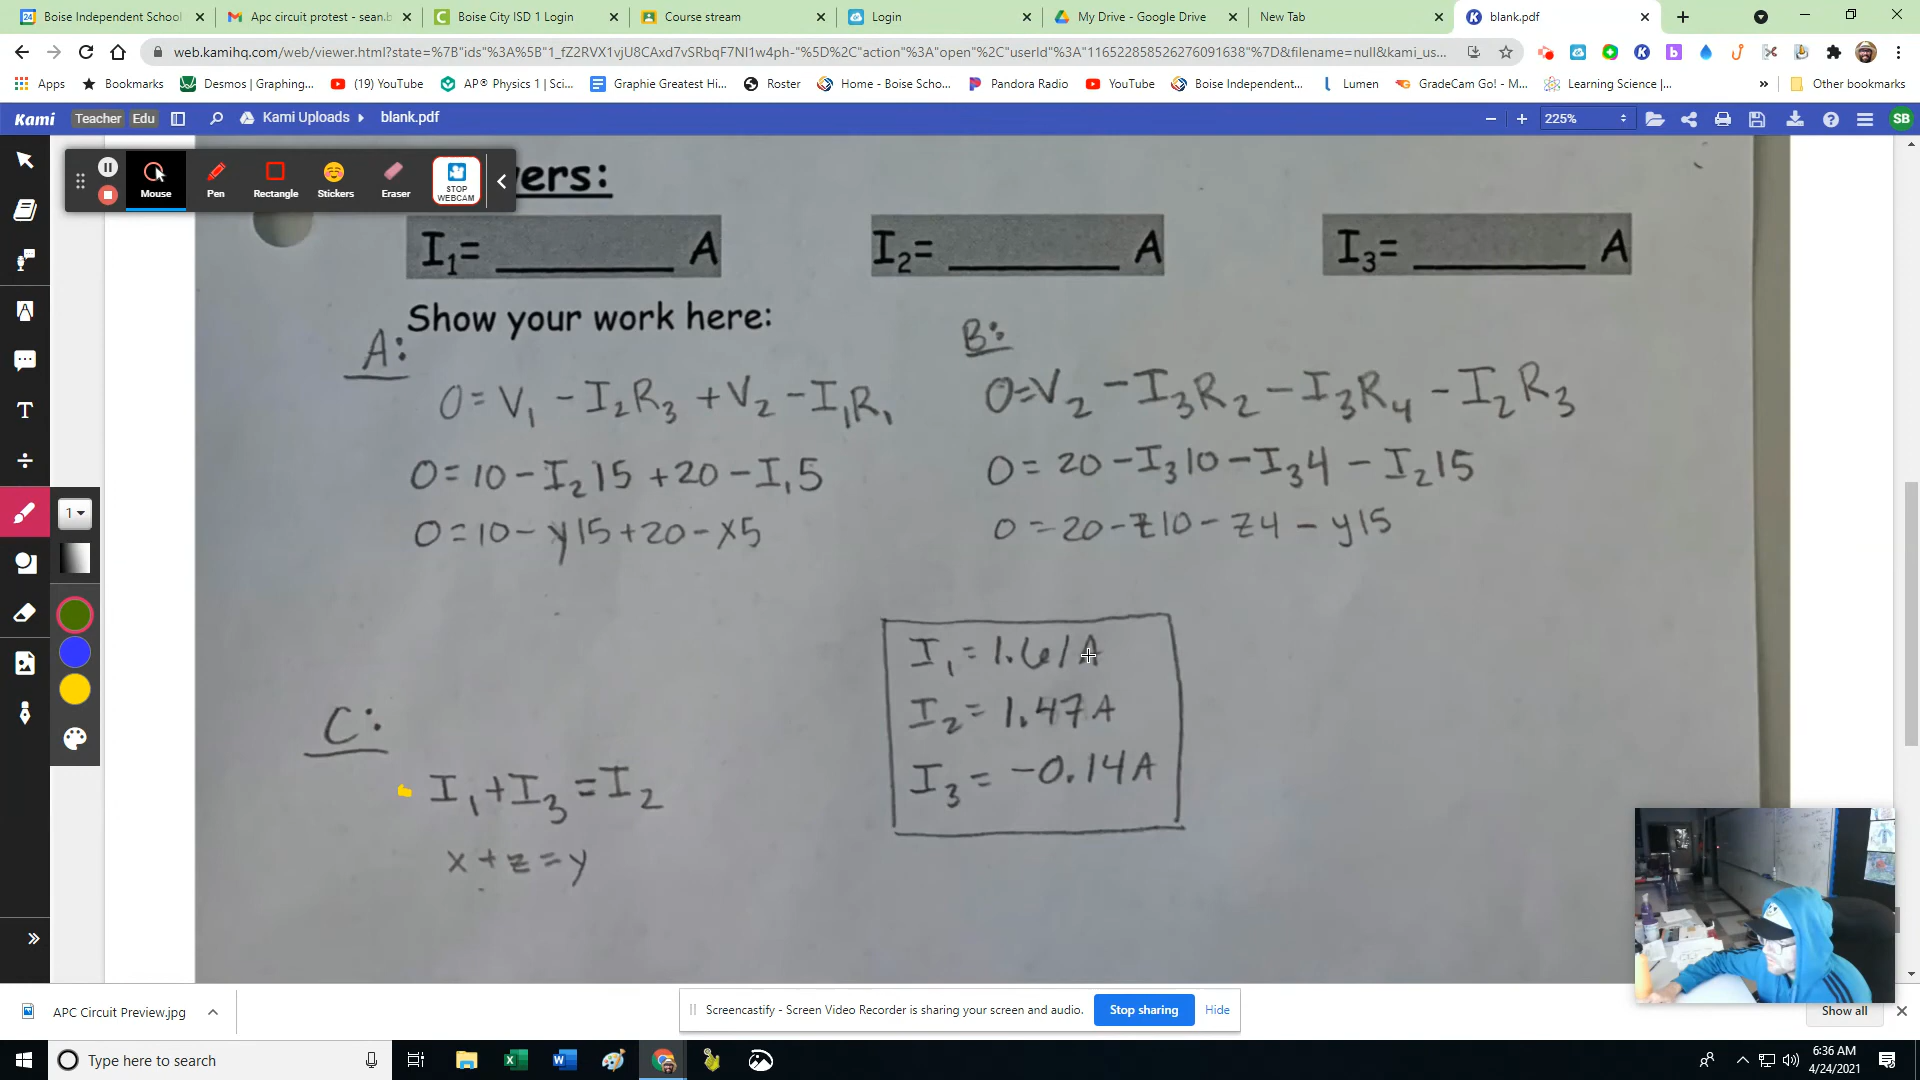 Boise Independent School
Apc circuit protest - sean.b
Boise City ISD 1 Login
Course stream
Login
My Drive - Google Drive
New Tab
blank.pdf
web.kamihq.com/web/viewer.html?state=%7B"ids"%3A%5B"1_fZ2RVX1vjU8CAxd7vSRbqF7NI1w4ph-"%5D%2C"action"%3A"open"%2C"userId"%3A"116522858526276091638"%7D&filename=null&kami_us...
Apps
Bookmarks
Desmos | Graphing...
(19) YouTube
AP® Physics 1 | Sci...
Graphie Greatest Hi...
Roster
Home - Boise Scho...
Pandora Radio
YouTube
Boise Independent...
Lumen
GradeCam Go! - M...
Learning Science |...
»
Other bookmarks
Kami Teacher Edu
Kami Uploads
blank.pdf
225%
SB
Mouse
Pen
Rectangle
Stickers
Eraser
STOP WEBCAM
wers:
I₁= ________ A
I₂= ________ A
I₃= ________ A
Show your work here:
A:
0 = V₁ - I₂R₃ + V₂ - I₁R₁
0 = 10 - I₂15 + 20 - I₁5
0 = 10 - y15 + 20 - x5
B:
0 = V₂ - I₃R₂ - I₃R₄ - I₂R₃
0 = 20 - I₃10 - I₃4 - I₂15
0 = 20 - z10 - z4 - y15
I₁ = 1.61A
I₂ = 1.47A
I₃ = -0.14A
C:
I₁ + I₃ = I₂
x + z = y
1
APC Circuit Preview.jpg
Screencastify - Screen Video Recorder is sharing your screen and audio.
Stop sharing
Hide
Show all
Type here to search
6:36 AM
4/24/2021